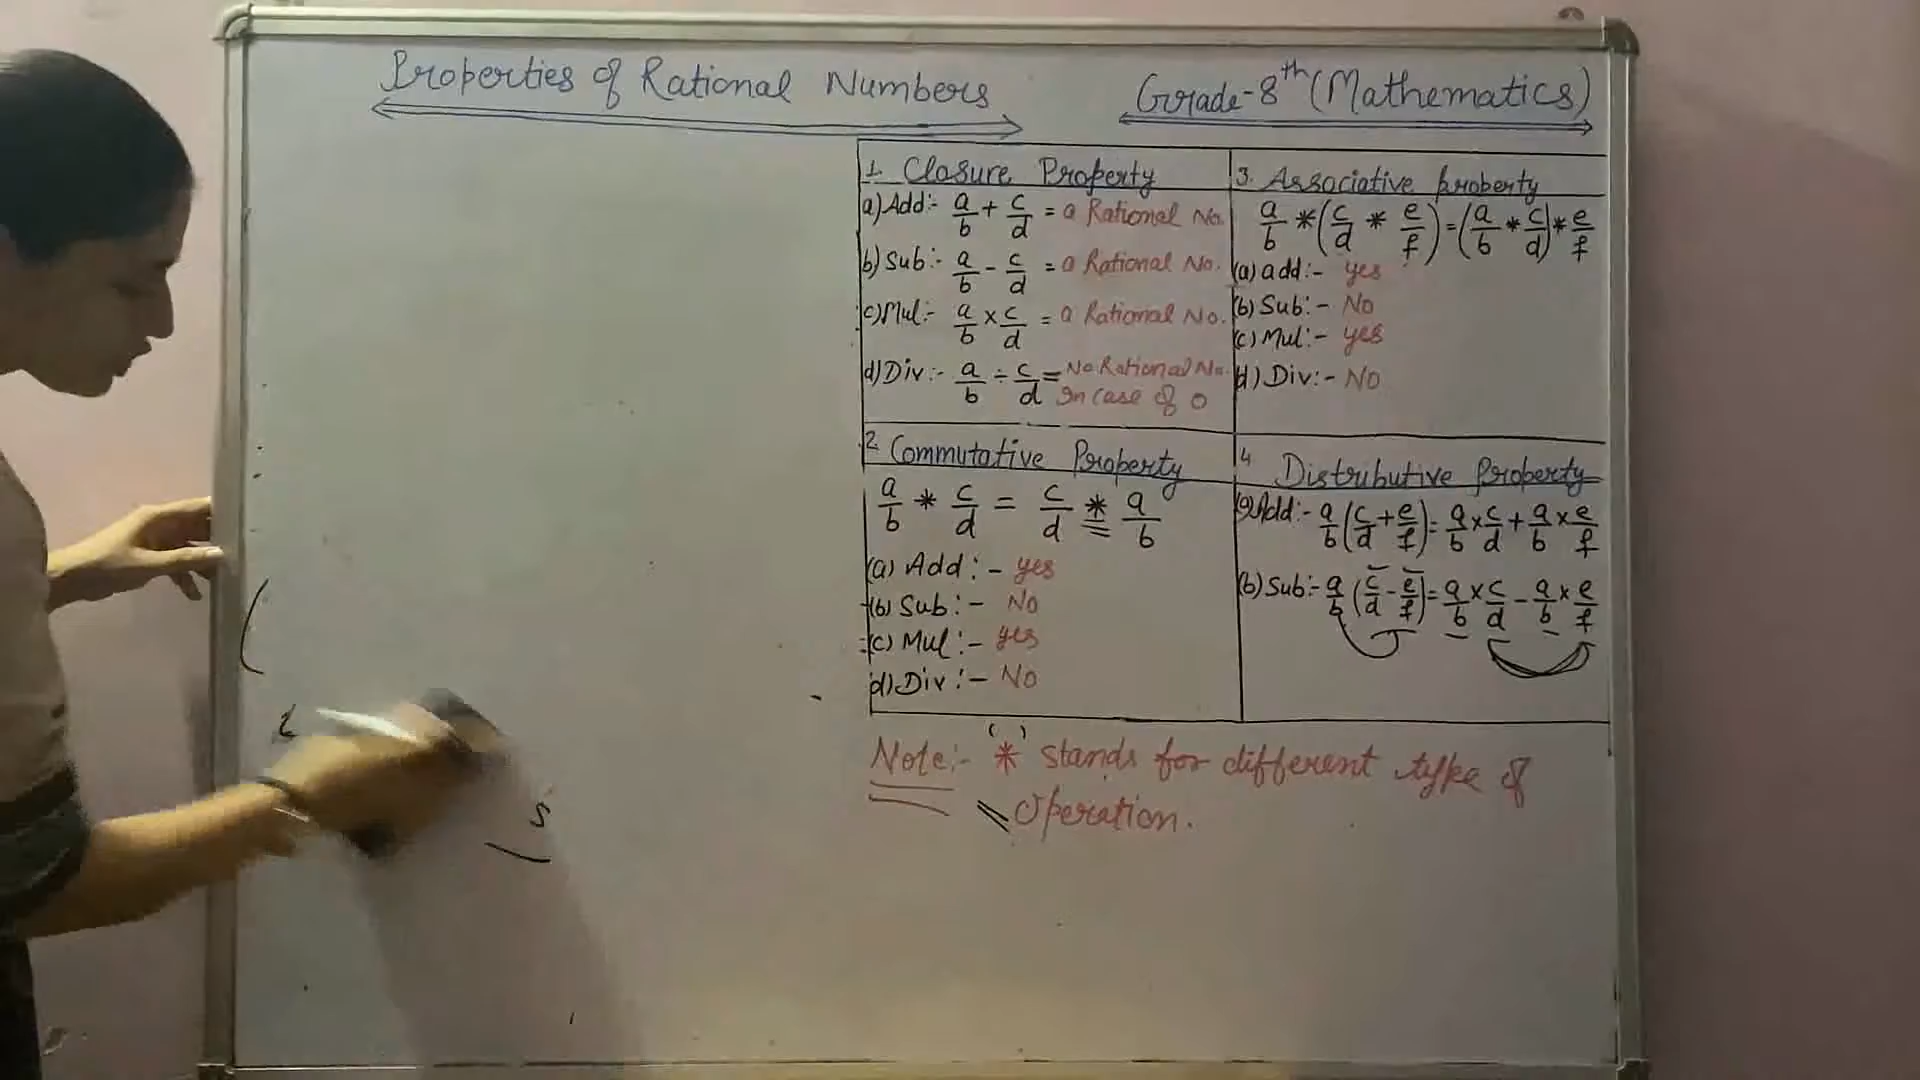 Properties of Rational Numbers
Grade-8th (Mathematics)
1. Closure Property
a) Add:- a/b + c/d = a Rational No.
b) Sub:- a/b - c/d = a Rational No.
c) Mul:- a/b × c/d = a Rational No.
d) Div:- a/b ÷ c/d = No Rational No.
In case of 0
2. Commutative Property
a/b * c/d = c/d * a/b
(a) Add:- yes
(b) Sub:- No
(c) Mul:- yes
(d) Div:- No
3. Associative property
a/b * (c/d * e/f) = (a/b * c/d) * e/f
(a) add:- yes
(b) Sub:- No
(c) Mul:- yes
(d) Div:- No
4 Distributive Property
(a) Add:- a/b (c/d + e/f) = a/b × c/d + a/b × e/f
(b) Sub:- a/b (c/d - e/f) = a/b × c/d - a/b × e/f
Note:- * stands for different type of
Operation.